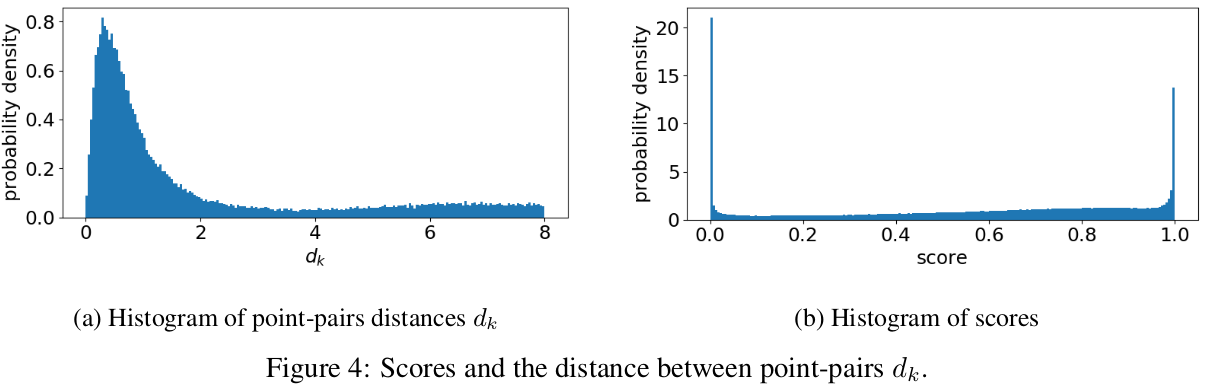 probability density
0.8
0.6
0.4
0.2
0.0
0 2 4 6 8
d_k
(a) Histogram of point-pairs distances d_k
probability density
20
15
10
5
0
0.0 0.2 0.4 0.6 0.8 1.0
score
(b) Histogram of scores
Figure 4: Scores and the distance between point-pairs d_k.